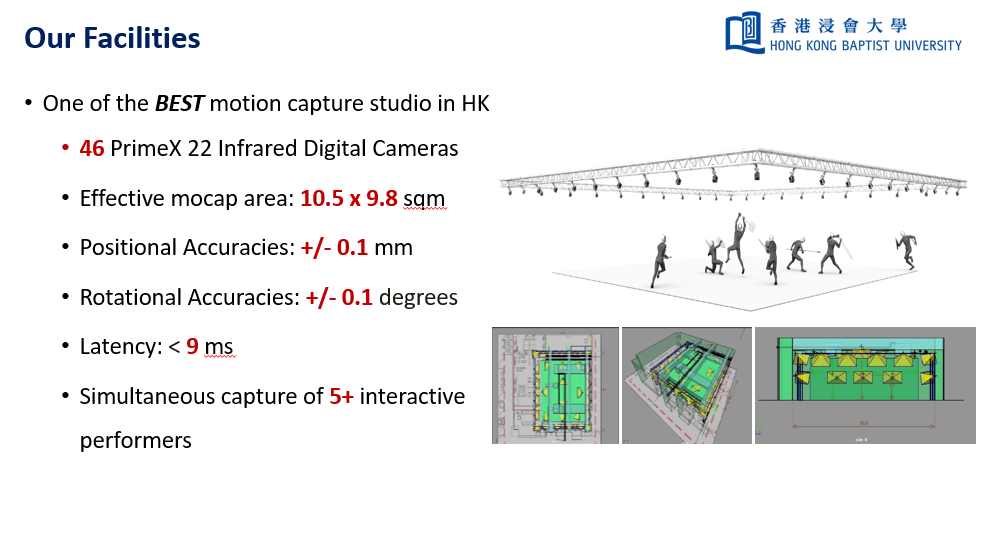 Our Facilities
香港浸會大學
HONG KONG BAPTIST UNIVERSITY
• One of the BEST motion capture studio in HK
• 46 PrimeX 22 Infrared Digital Cameras
• Effective mocap area: 10.5 x 9.8 sqm
• Positional Accuracies: +/- 0.1 mm
• Rotational Accuracies: +/- 0.1 degrees
• Latency: < 9 ms
• Simultaneous capture of 5+ interactive
performers